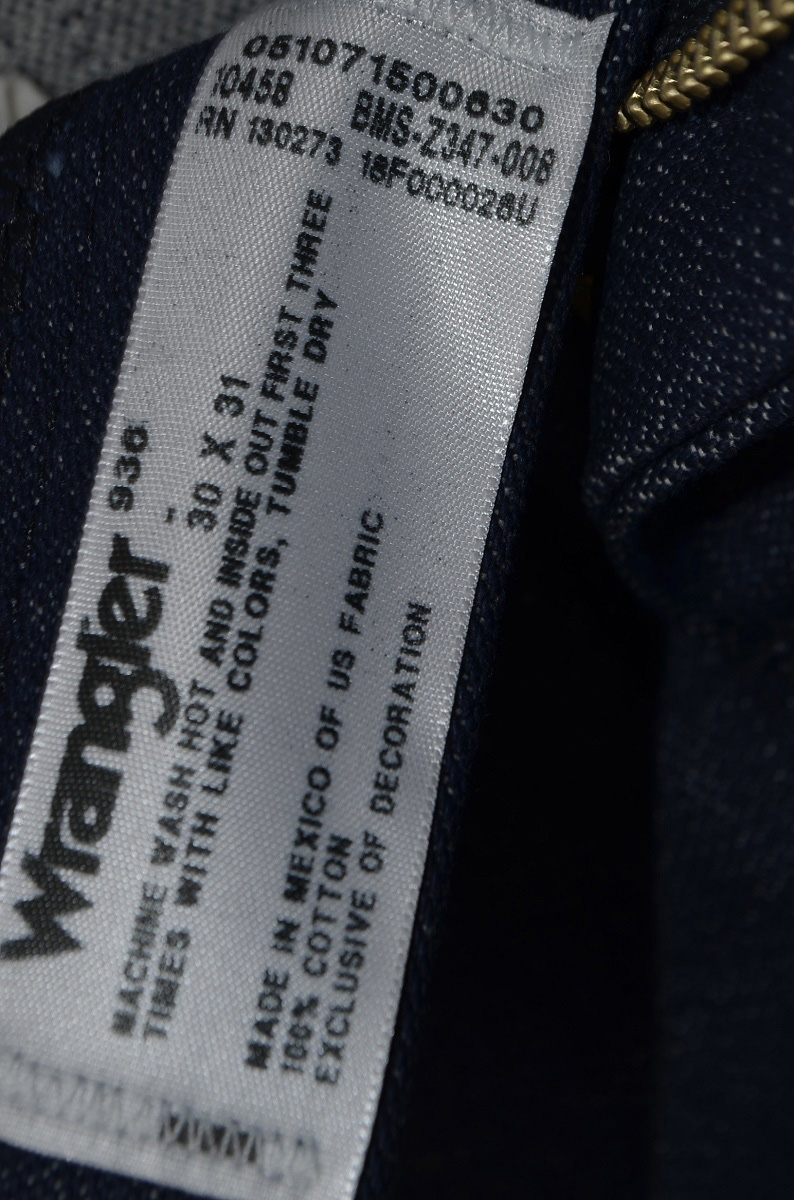 051071500630
10458 BMS-Z347-008
RN 130273 18F000028U
Wrangler 936
- 30 X 31
MACHINE WASH HOT AND INSIDE OUT FIRST THREE
TIMES WITH LIKE COLORS, TUMBLE DRY
MADE IN MEXICO OF US FABRIC
100% COTTON
EXCLUSIVE OF DECORATION